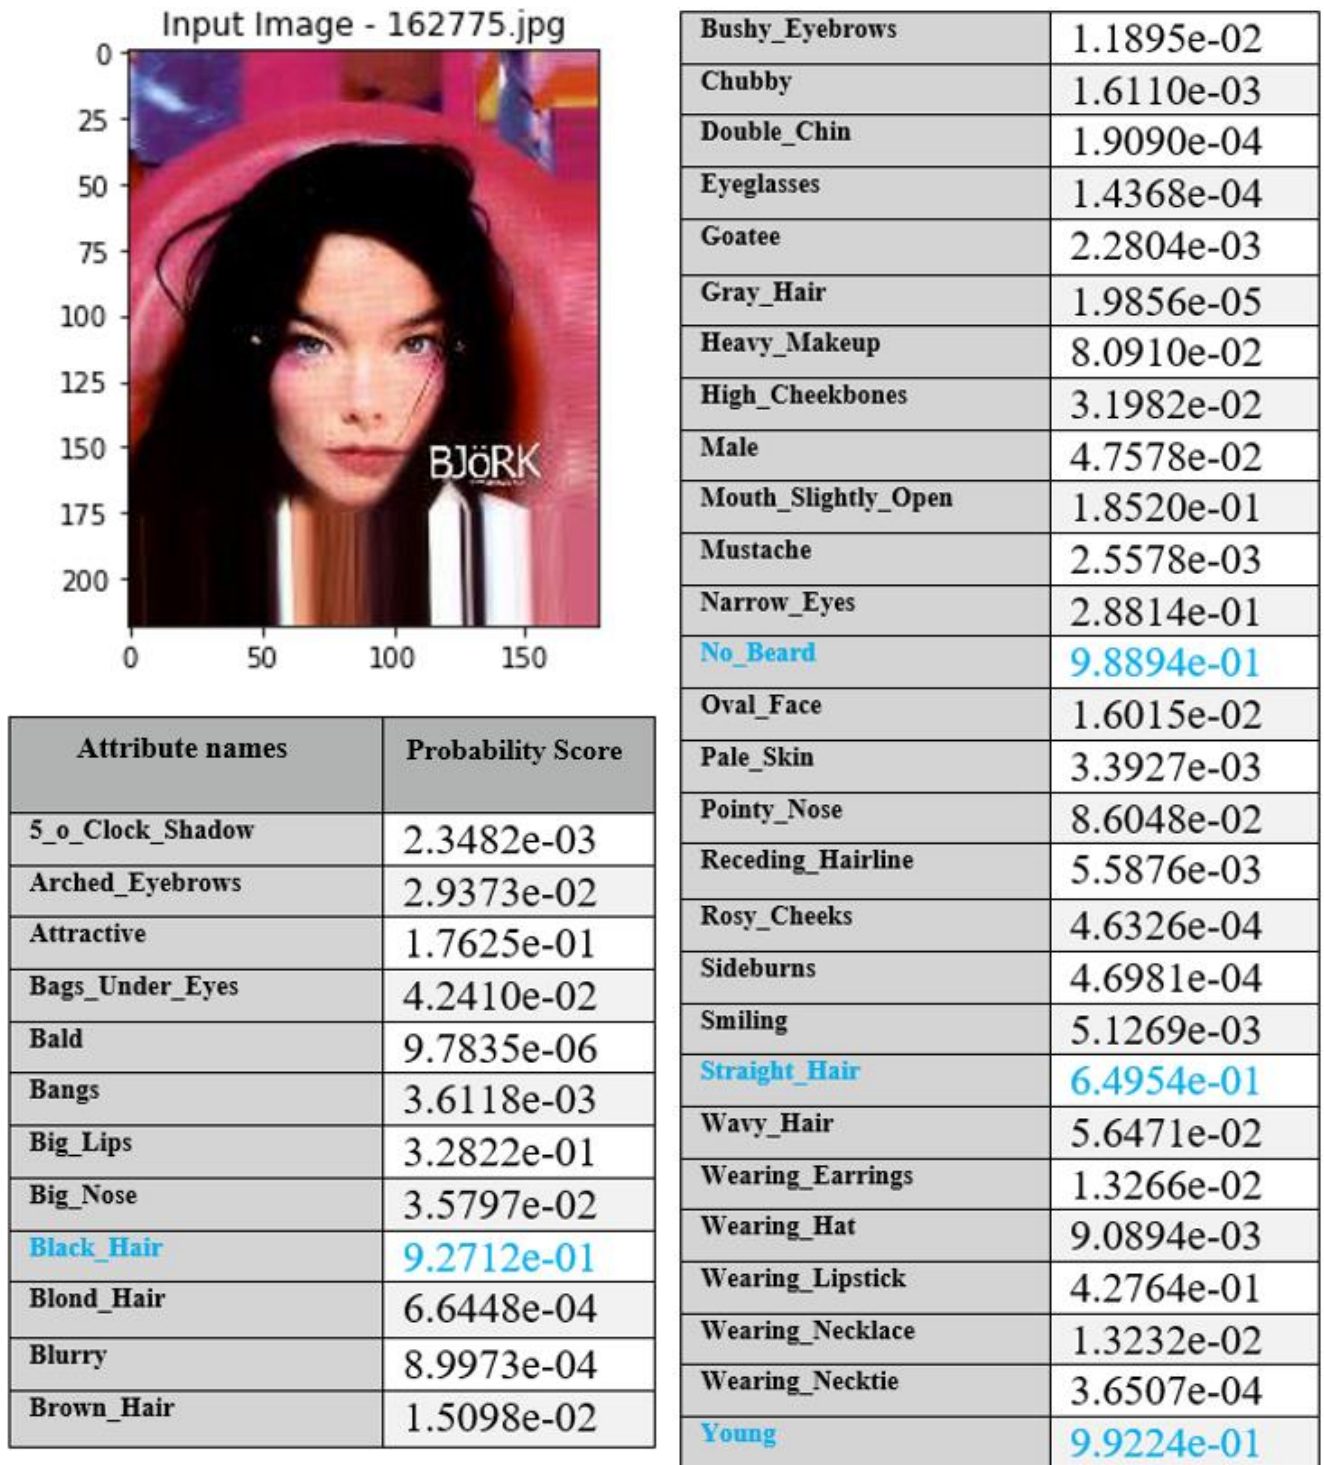 Input Image - 162775.jpg
0
25
50
75
100
125
150
175
200
0 50 100 150
BJöRK
Attribute names Probability Score
5_o_Clock_Shadow 2.3482e-03
Arched_Eyebrows 2.9373e-02
Attractive 1.7625e-01
Bags_Under_Eyes 4.2410e-02
Bald 9.7835e-06
Bangs 3.6118e-03
Big_Lips 3.2822e-01
Big_Nose 3.5797e-02
Black_Hair 9.2712e-01
Blond_Hair 6.6448e-04
Blurry 8.9973e-04
Brown_Hair 1.5098e-02
Bushy_Eyebrows 1.1895e-02
Chubby 1.6110e-03
Double_Chin 1.9090e-04
Eyeglasses 1.4368e-04
Goatee 2.2804e-03
Gray_Hair 1.9856e-05
Heavy_Makeup 8.0910e-02
High_Cheekbones 3.1982e-02
Male 4.7578e-02
Mouth_Slightly_Open 1.8520e-01
Mustache 2.5578e-03
Narrow_Eyes 2.8814e-01
No_Beard 9.8894e-01
Oval_Face 1.6015e-02
Pale_Skin 3.3927e-03
Pointy_Nose 8.6048e-02
Receding_Hairline 5.5876e-03
Rosy_Cheeks 4.6326e-04
Sideburns 4.6981e-04
Smiling 5.1269e-03
Straight_Hair 6.4954e-01
Wavy_Hair 5.6471e-02
Wearing_Earrings 1.3266e-02
Wearing_Hat 9.0894e-03
Wearing_Lipstick 4.2764e-01
Wearing_Necklace 1.3232e-02
Wearing_Necktie 3.6507e-04
Young 9.9224e-01